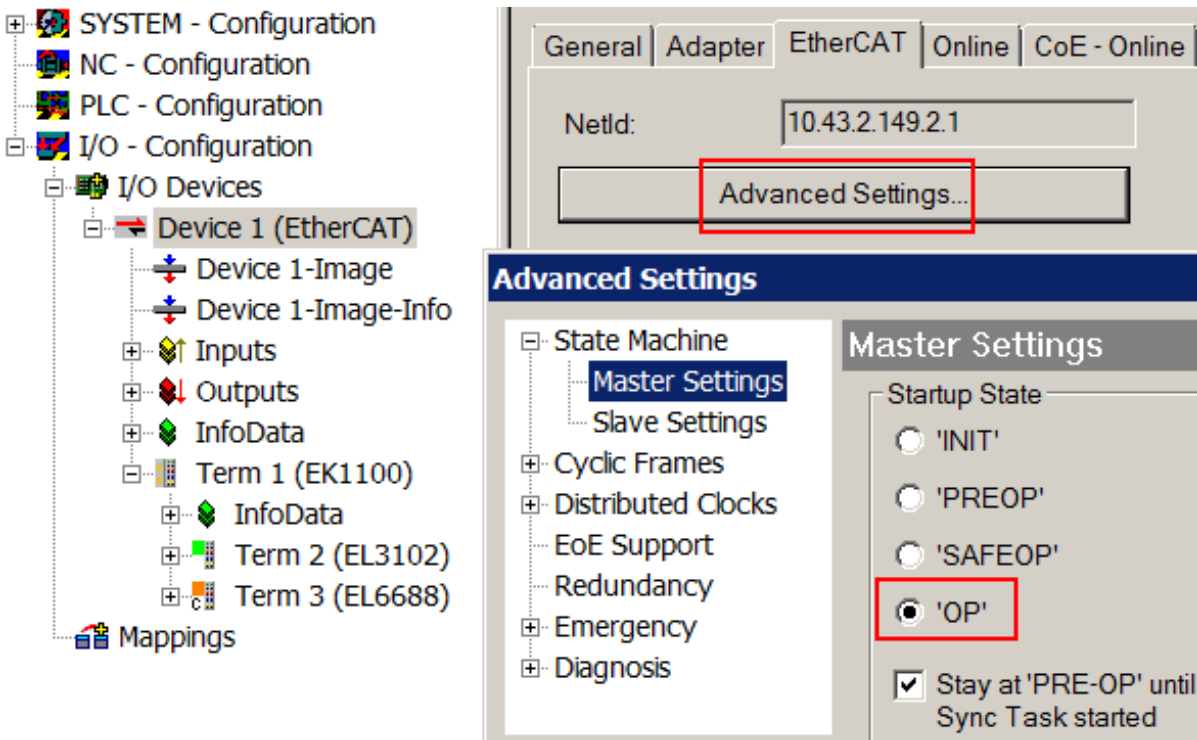 SYSTEM - Configuration
NC - Configuration
PLC - Configuration
I/O - Configuration
I/O Devices
Device 1 (EtherCAT)
Device 1-Image
Device 1-Image-Info
Inputs
Outputs
InfoData
Term 1 (EK1100)
InfoData
Term 2 (EL3102)
C
Term 3 (EL6688)
Mappings
General
Adapter
EtherCAT
Online
CoE - Online
NetId:
10.43.2.149.2.1
Advanced Settings...
Advanced Settings
State Machine
Master Settings
Slave Settings
Cyclic Frames
Distributed Clocks
EoE Support
Redundancy
Emergency
Diagnosis
Master Settings
Startup State
'INIT'
'PREOP'
'SAFEOP'
'OP'
Stay at 'PRE-OP' until
Sync Task started